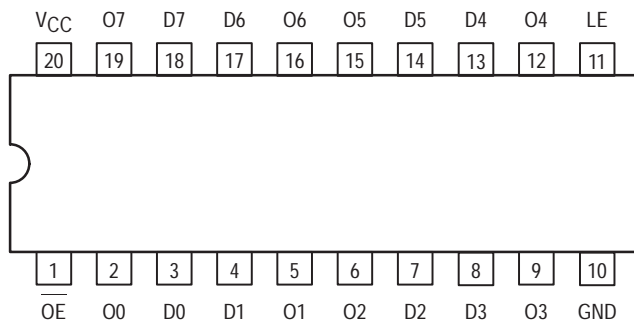 VCC O7 D7 D6 O6 O5 D5 D4 O4 LE
20 19 18 17 16 15 14 13 12 11
1 2 3 4 5 6 7 8 9 10
O̅E̅ O0 D0 D1 O1 O2 D2 D3 O3 GND